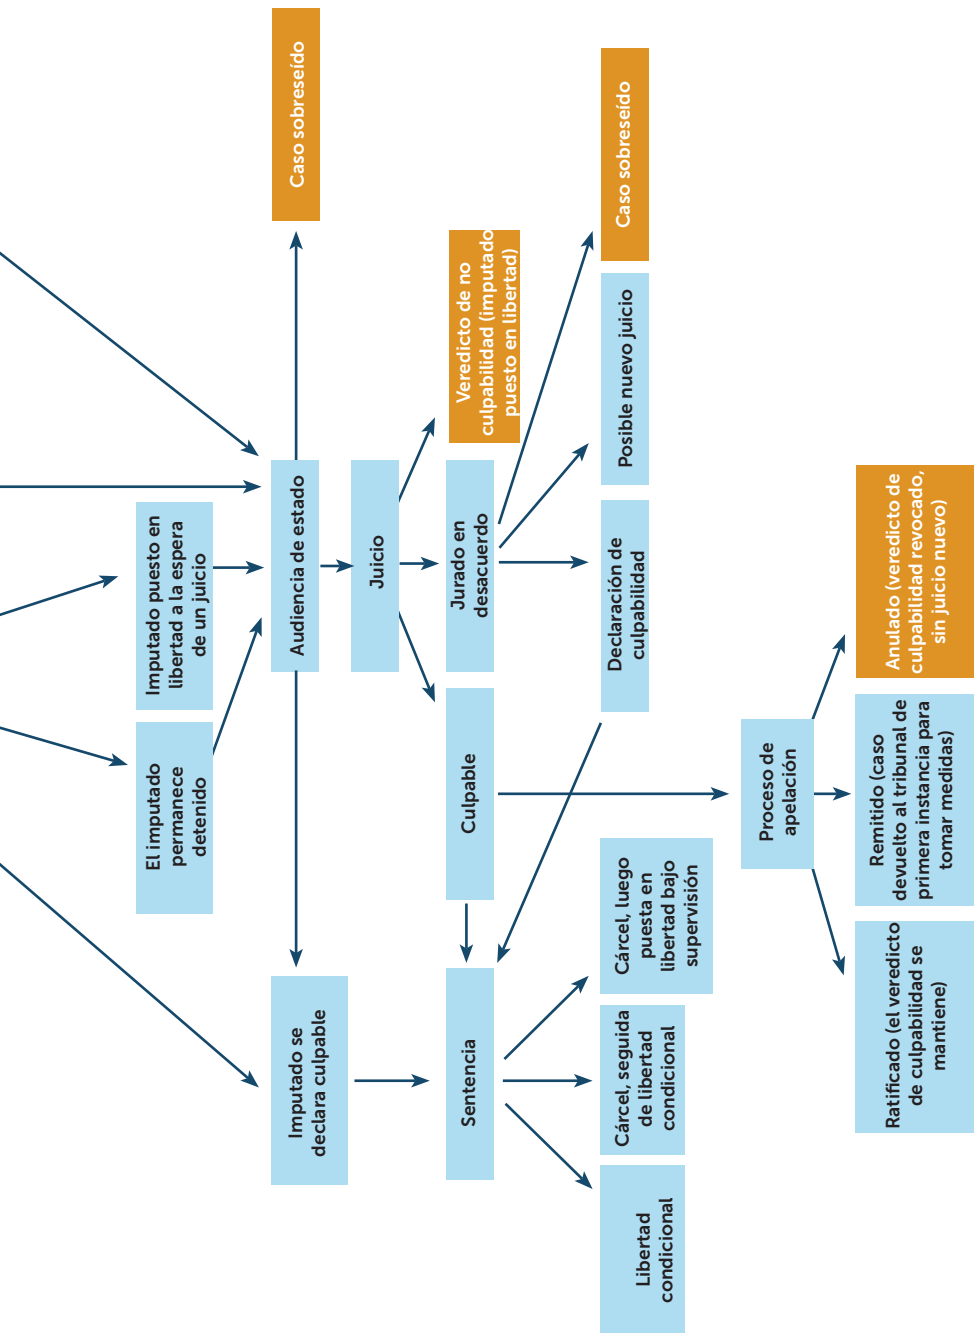 Caso sobreseído
El imputado
permanece
detenido
Imputado puesto en
libertad a la espera
de un juicio
Imputado se
declara culpable
Audiencia de estado
Juicio
Sentencia
Culpable
Jurado en
desacuerdo
Veredicto de no
culpabilidad (imputado
puesto en libertad)
Libertad
condicional
Cárcel, seguida
de libertad
condicional
Cárcel, luego
puesta en
libertad bajo
supervisión
Declaración de
culpabilidad
Posible nuevo juicio
Caso sobreseído
Proceso de
apelación
Ratificado (el veredicto
de culpabilidad se
mantiene)
Remitido (caso
devuelto al tribunal de
primera instancia para
tomar medidas)
Anulado (veredicto de
culpabilidad revocado,
sin juicio nuevo)